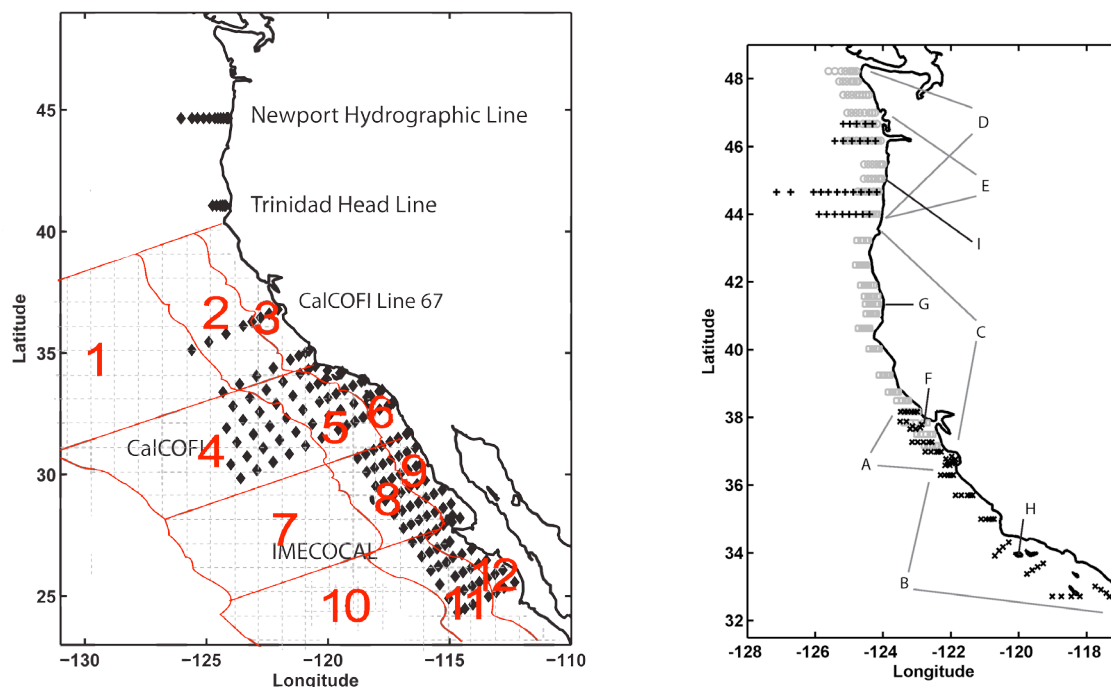 Newport Hydrographic Line
Trinidad Head Line
CalCOFI Line 67
CalCOFI
IMECOCAL
1
2
3
4
5
6
7
8
9
10
11
12
45
40
35
30
25
−130
−125
−120
−115
−110
Latitude
Longitude
48
46
44
42
40
38
36
34
32
-128
-126
-124
-122
-120
-118
Latitude
Longitude
D
E
I
G
C
F
A
H
B